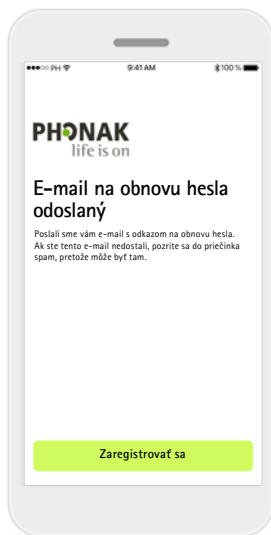 ●●●○○ PH 9:41 AM 100 %
PHONAK
life is on
E-mail na obnovu hesla
odoslaný
Poslali sme vám e-mail s odkazom na obnovu hesla.
Ak ste tento e-mail nedostali, pozrite sa do priečinka
spam, pretože môže byť tam.
Zaregistrovať sa